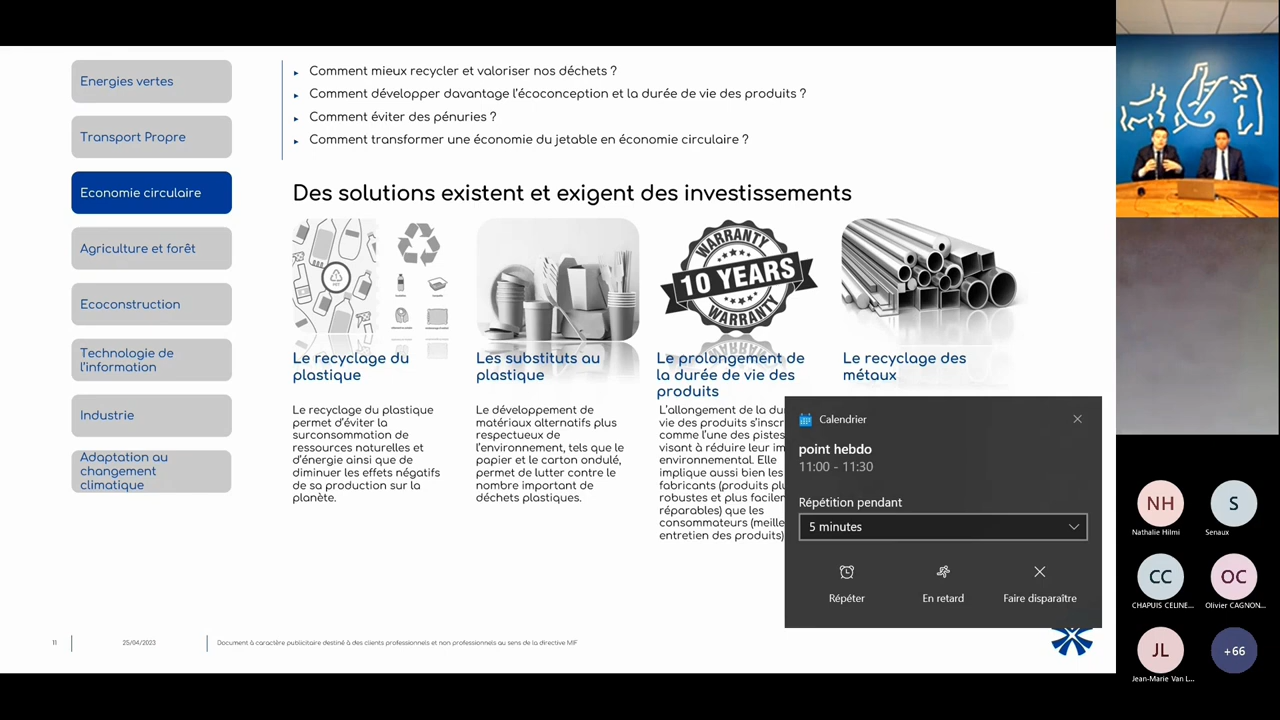 Energies vertes
Transport Propre
Economie circulaire
Agriculture et forêt
Ecoconstruction
Technologie de
l'information
Industrie
Adaptation au
changement
climatique
Comment mieux recycler et valoriser nos déchets ?
Comment développer davantage l'écoconception et la durée de vie des produits ?
Comment éviter des pénuries ?
Comment transformer une économie du jetable en économie circulaire ?
Des solutions existent et exigent des investissements
WARRANTY
10 YEARS
WARRANTY
Le recyclage du
plastique
Le recyclage du plastique
permet d'éviter la
surconsommation de
ressources naturelles et
d'énergie ainsi que de
diminuer les effets négatifs
de sa production sur la
planète.
Les substituts au
plastique
Le développement de
matériaux alternatifs plus
respectueux de
l'environnement, tels que le
papier et le carton ondulé,
permet de lutter contre le
nombre important de
déchets plastiques.
Le prolongement de
la durée de vie des
produits
L'allongement de la du
vie des produits s'inscr
comme l'une des pistes
visant à réduire leur im
environnemental. Elle
implique aussi bien les
fabricants (produits plu
robustes et plus facilem
réparables) que les
consommateurs (meille
entretien des produits)
Le recyclage des
métaux
Calendrier
point hebdo
11:00 - 11:30
Répétition pendant
5 minutes
Répéter
En retard
Faire disparaître
11
25/04/2023
Document à caractère publicitaire destiné à des clients professionnels et non professionnels au sens de la directive MIF
NH
Nathalie Hilmi
S
Senaux
CC
CHAPUIS CELINE...
OC
Olivier CAGNON...
JL
Jean-Marie Van L...
+66